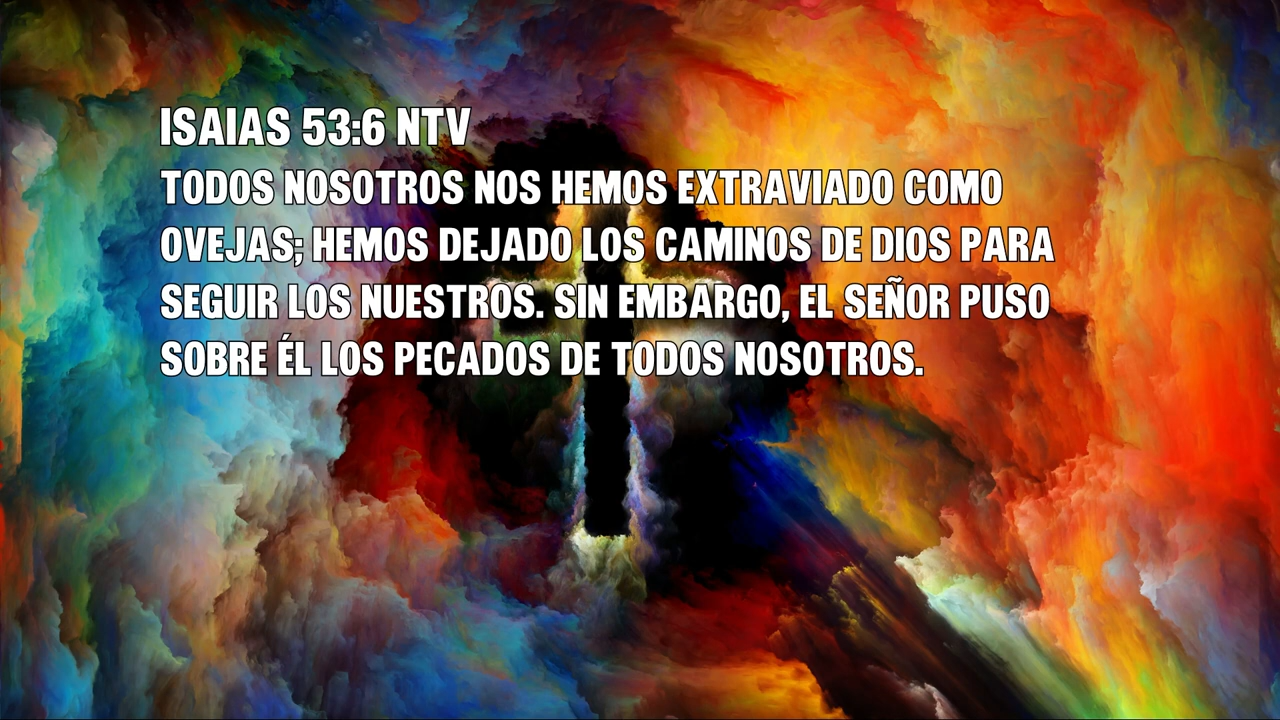 ISAIAS 53:6 NTV
TODOS NOSOTROS NOS HEMOS EXTRAVIADO COMO
OVEJAS; HEMOS DEJADO LOS CAMINOS DE DIOS PARA
SEGUIR LOS NUESTROS. SIN EMBARGO, EL SEÑOR PUSO
SOBRE ÉL LOS PECADOS DE TODOS NOSOTROS.